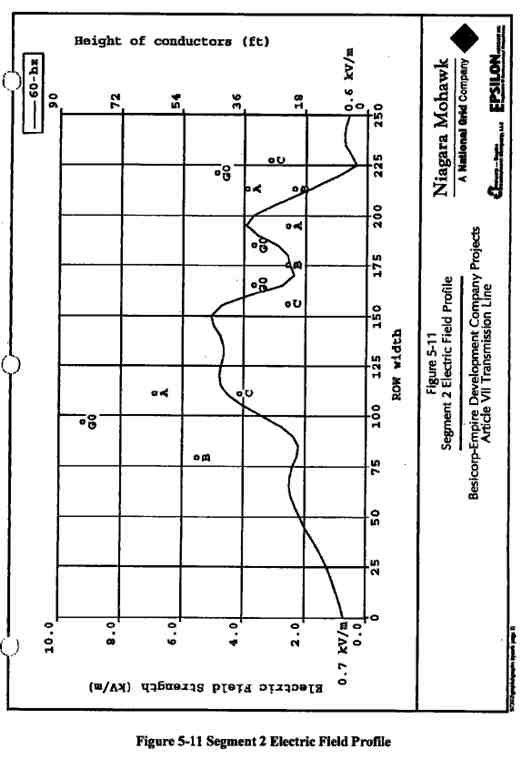 Height of conductors (ft)
60-hz
90
72
54
36
18
0
0.6 kV/m
10.0
8.0
6.0
4.0
2.0
0.0
0.7 kV/m
Electric Field Strength (kV/m)
0
25
50
75
100
125
150
175
200
225
250
ROW width
G0
B
A
C
C
G0
B
G0
A
B
A
G0
C
Figure 5-11
Segment 2 Electric Field Profile
Besicorp-Empire Development Company Projects
Article VII Transmission Line
Niagara Mohawk
A National Grid Company
EPSILON
Figure 5-11 Segment 2 Electric Field Profile